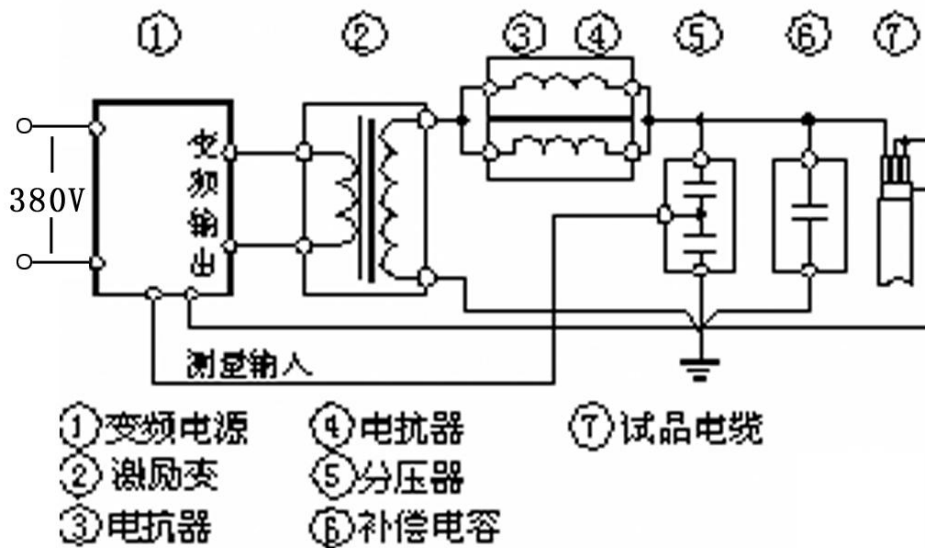 ① ② ③ ④ ⑤ ⑥ ⑦
380V
变频输出
测量输入
①变频电源 ④电抗器 ⑦试品电缆
②激励变 ⑤分压器
③电抗器 ⑥补偿电容